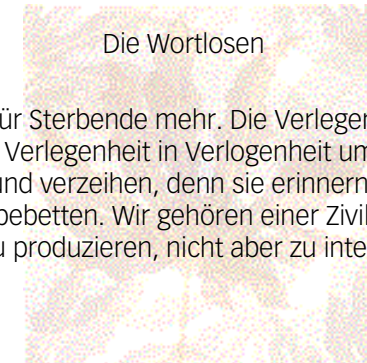 Die Wortlosen
ür Sterbende mehr. Die Verlegen
Verlegenheit in Verlogenheit um
und verzeihen, denn sie erinnern
bebetten. Wir gehören einer Zivil
u produzieren, nicht aber zu inte